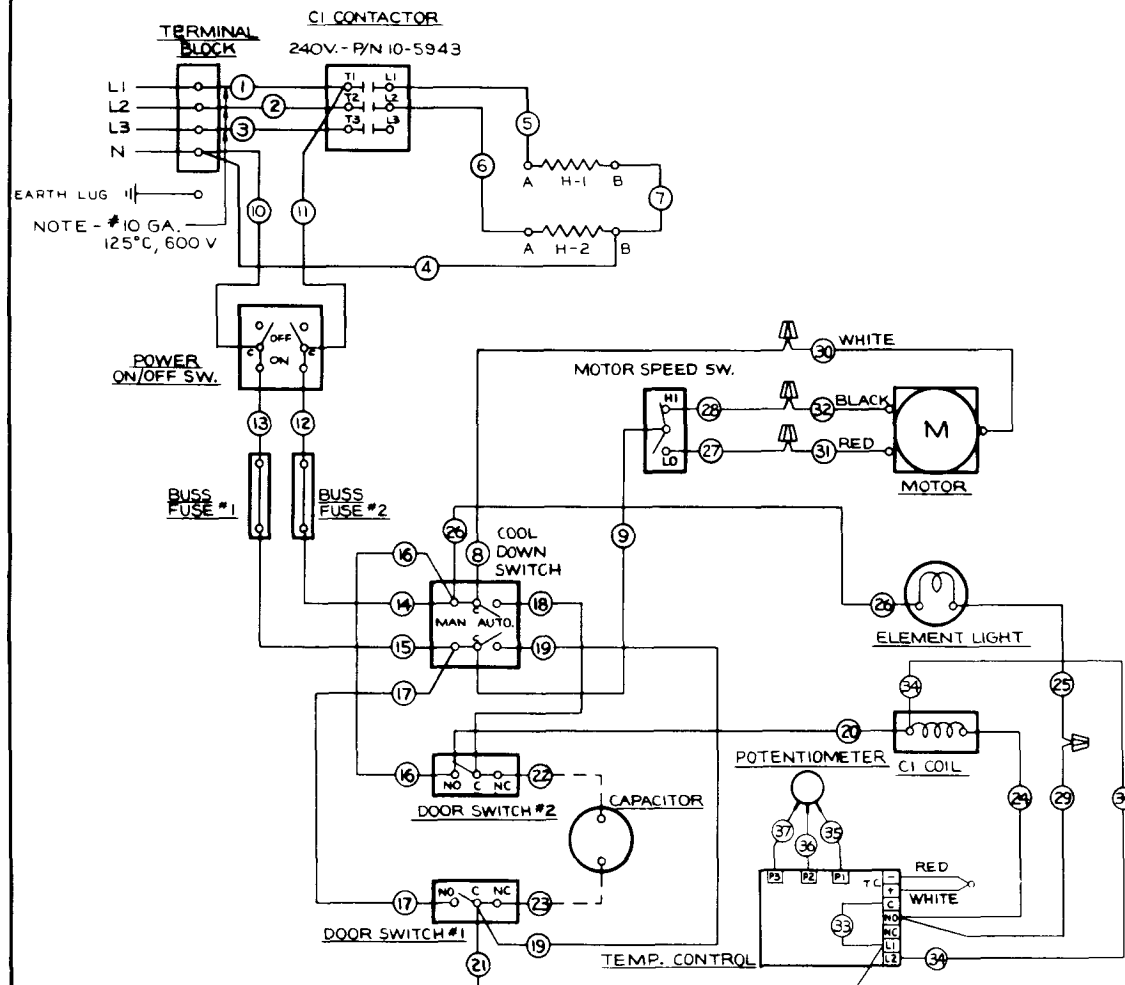 C1 CONTACTOR
TERMINAL
BLOCK
240V.- P/N 10-5943
L1
L2
L3
N
1
2
3
T1
L1
T2
L2
T3
L3
5
6
7
A
H-1
B
A
H-2
B
EARTH LUG
NOTE - #10 GA.
125°C, 600 V
10
11
4
OFF
C
C
ON
POWER
ON/OFF SW.
13
12
BUSS
FUSE #1
BUSS
FUSE #2
MOTOR SPEED SW.
HI
LO
28
27
30
WHITE
32
BLACK
31
RED
M
MOTOR
26
16
8
9
COOL
DOWN
SWITCH
14
C
18
MAN
AUTO.
15
C
19
17
26
ELEMENT LIGHT
34
25
20
C1 COIL
16
NO
C
NC
22
DOOR SWITCH #2
CAPACITOR
POTENTIOMETER
37
36
35
24
29
3
17
NO
C
NC
23
DOOR SWITCH #1
19
21
P3
P2
P1
TC
-
+
C
NO
NC
L1
L2
RED
WHITE
33
34
TEMP. CONTROL